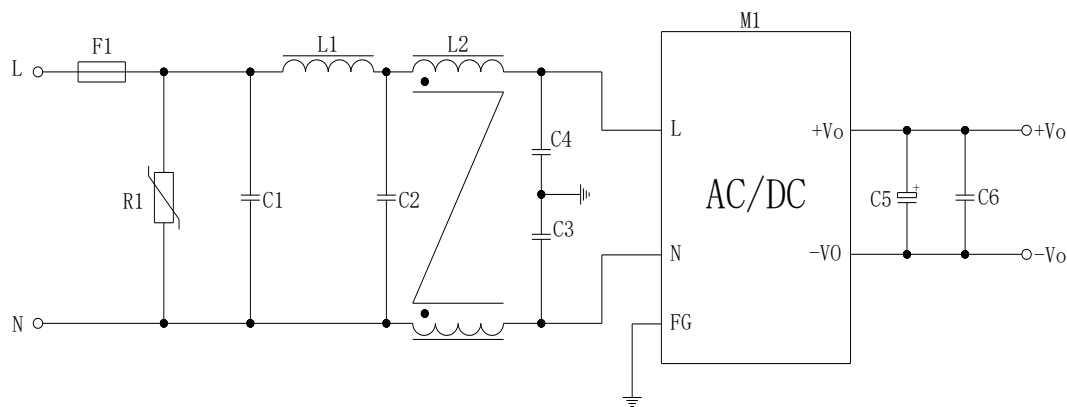 M1
F1
L1
L2
L
L
C4
+Vo
+Vo
+
R1
C1
C2
AC/DC
C5
C6
C3
N
-VO
-Vo
N
FG